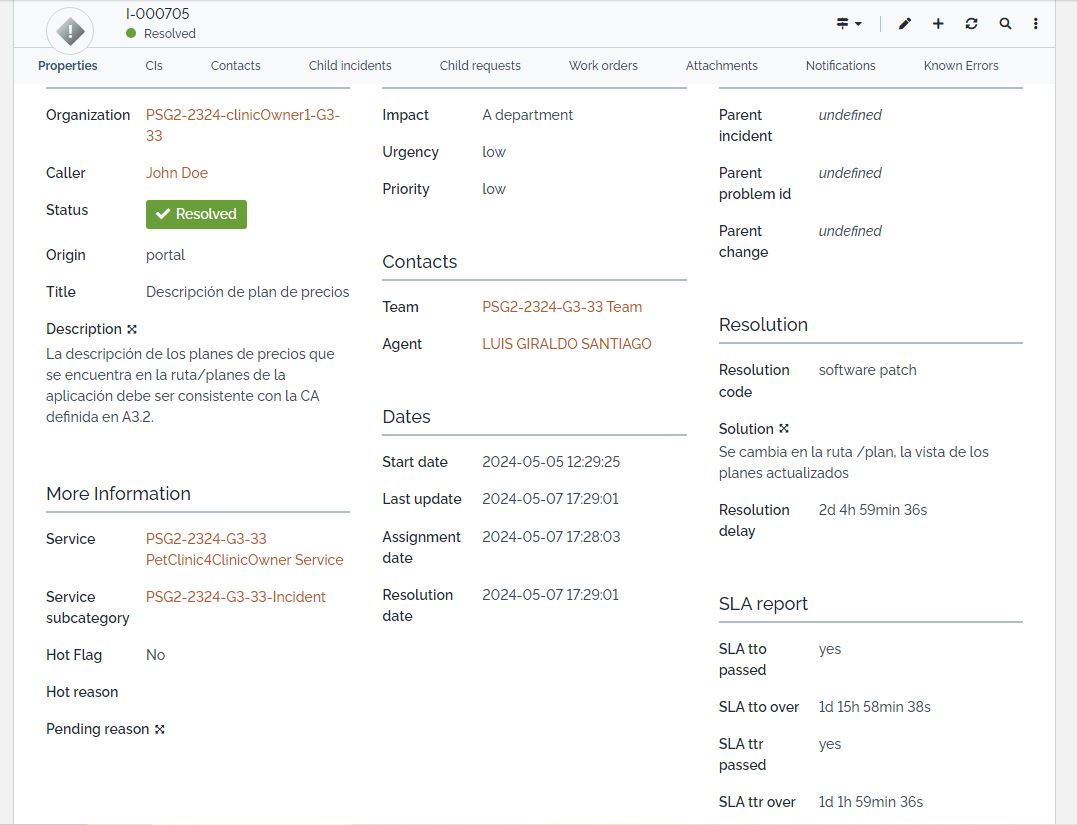 I-000705
Resolved
Properties
CIs
Contacts
Child incidents
Child requests
Work orders
Attachments
Notifications
Known Errors
Organization
PSG2-2324-clinicOwner1-G3-
33
Caller
John Doe
Status
Resolved
Origin
portal
Title
Descripción de plan de precios
Description
La descripción de los planes de precios que
se encuentra en la ruta/planes de la
aplicación debe ser consistente con la CA
definida en A3.2.
More Information
Service
PSG2-2324-G3-33
PetClinic4ClinicOwner Service
Service
subcategory
PSG2-2324-G3-33-Incident
Hot Flag
No
Hot reason
Pending reason
Impact
A department
Urgency
low
Priority
low
Contacts
Team
PSG2-2324-G3-33 Team
Agent
LUIS GIRALDO SANTIAGO
Dates
Start date
2024-05-05 12:29:25
Last update
2024-05-07 17:29:01
Assignment
date
2024-05-07 17:28:03
Resolution
date
2024-05-07 17:29:01
Parent
incident
undefined
Parent
problem id
undefined
Parent
change
undefined
Resolution
Resolution
code
software patch
Solution
Se cambia en la ruta /plan, la vista de los
planes actualizados
Resolution
delay
2d 4h 59min 36s
SLA report
SLA tto
passed
yes
SLA tto over
1d 15h 58min 38s
SLA ttr
passed
yes
SLA ttr over
1d 1h 59min 36s